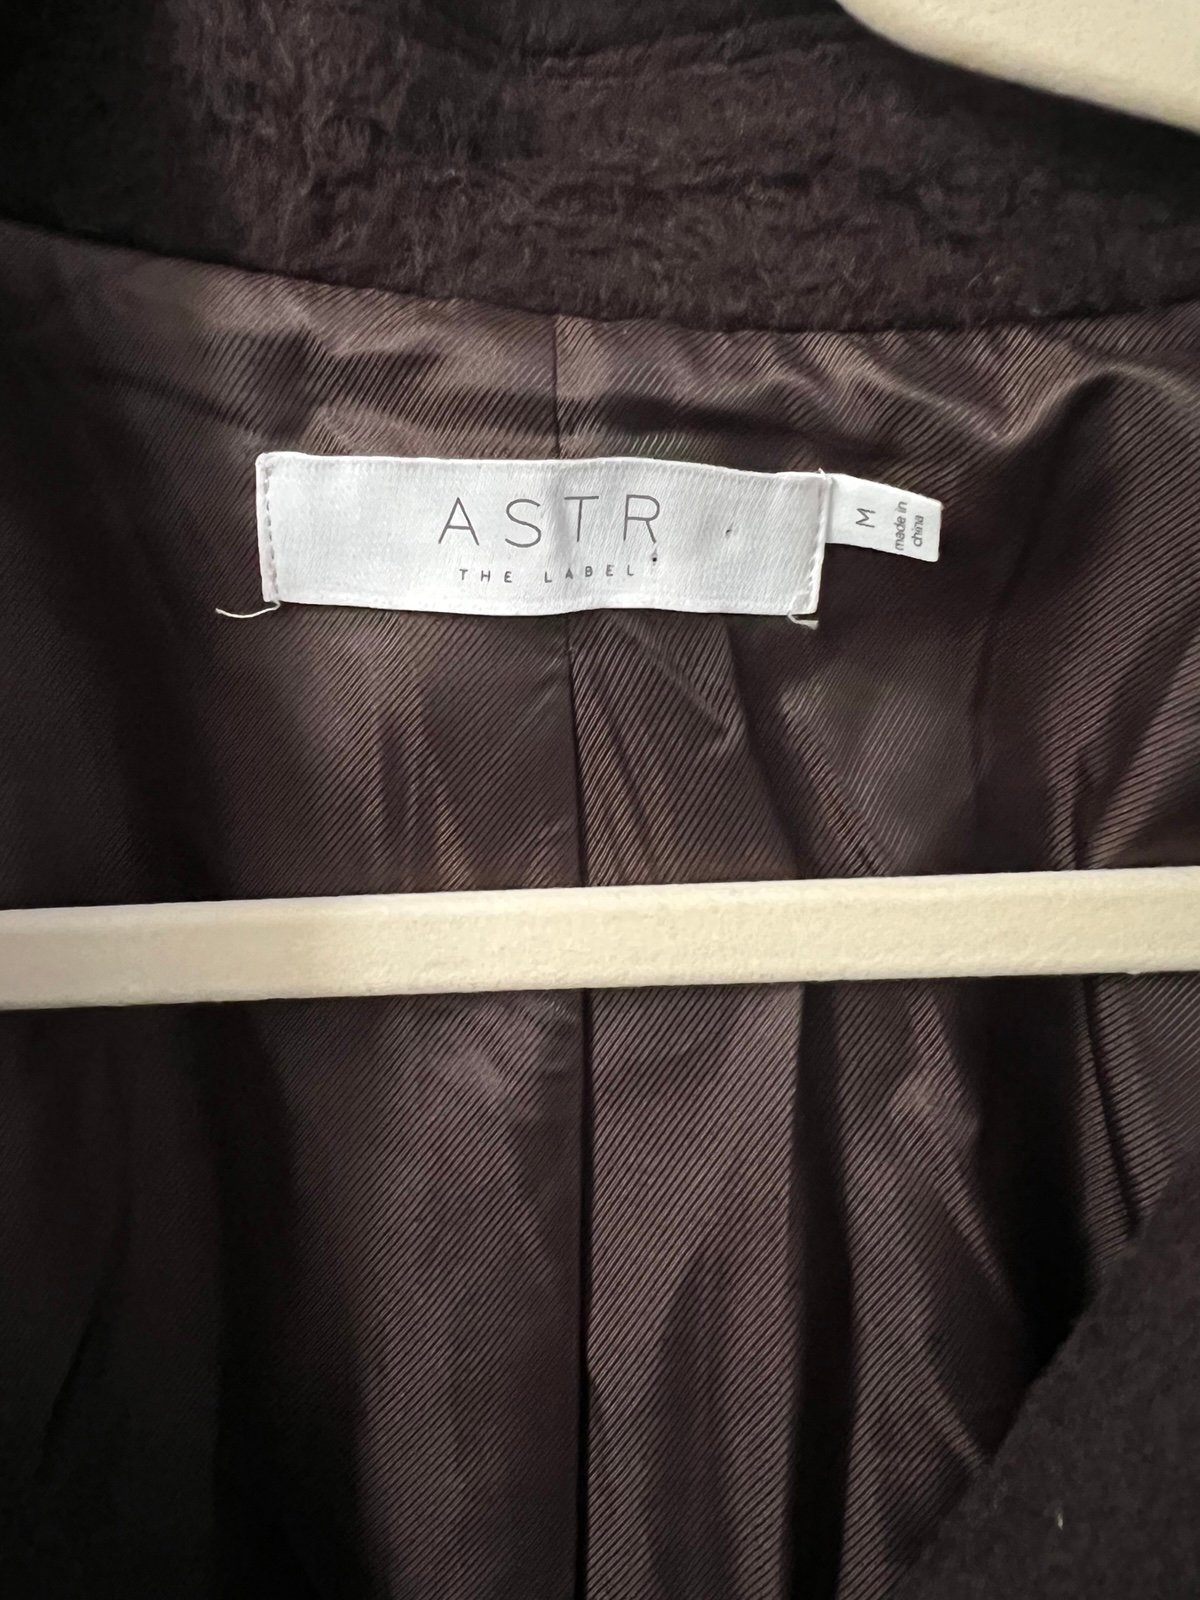 ASTR
THE LABEL
M
made in
china